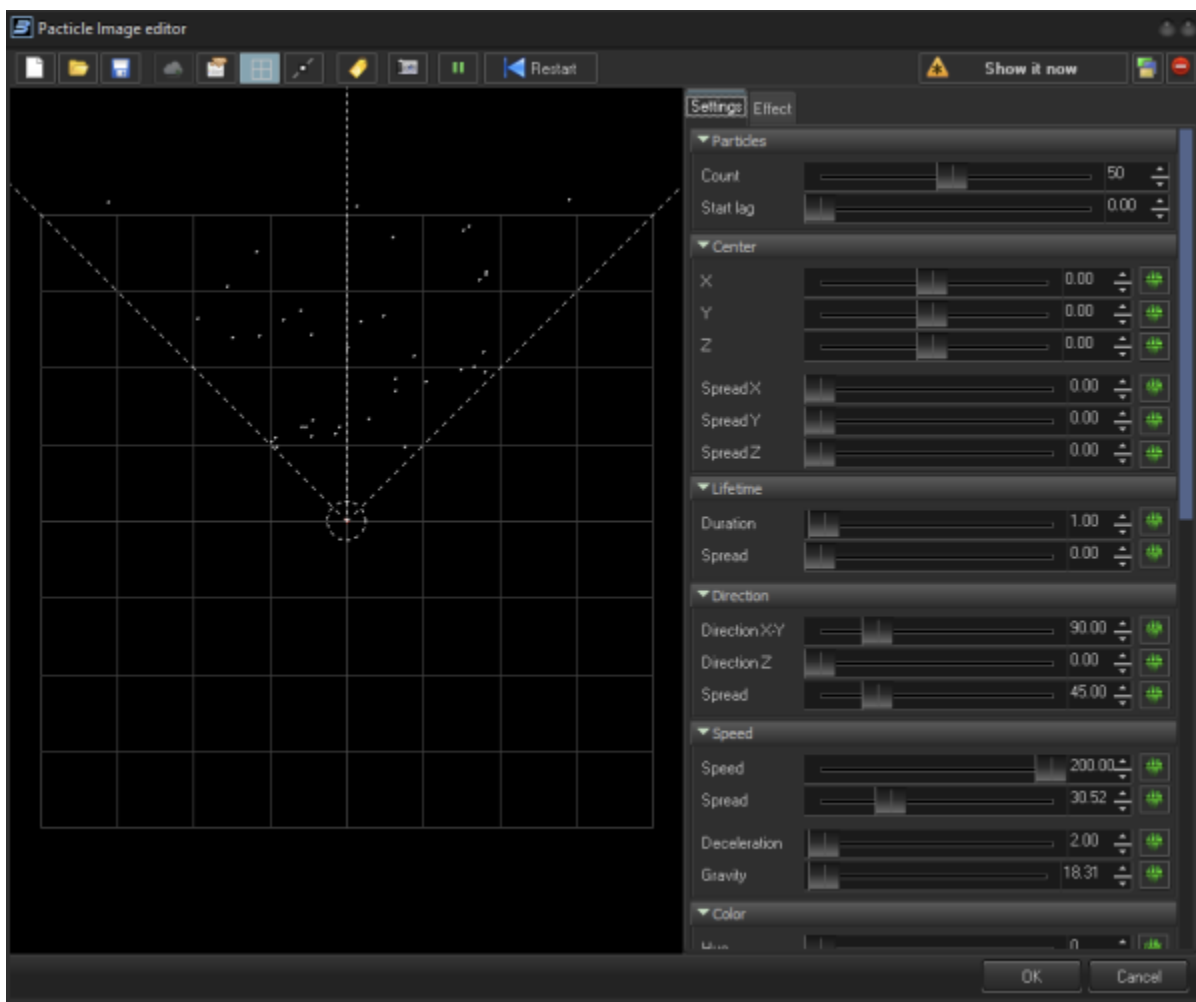 Pacticle Image editor
Restart
Show it now
Settings Effect
Particles
Count 50
Start lag 0.00
Center
X 0.00
Y 0.00
Z 0.00
Spread X 0.00
Spread Y 0.00
Spread Z 0.00
Lifetime
Duration 1.00
Spread 0.00
Direction
Direction X-Y 90.00
Direction Z 0.00
Spread 45.00
Speed
Speed 200.00
Spread 30.52
Deceleration 2.00
Gravity 18.31
Color
Hue 0
OK Cancel